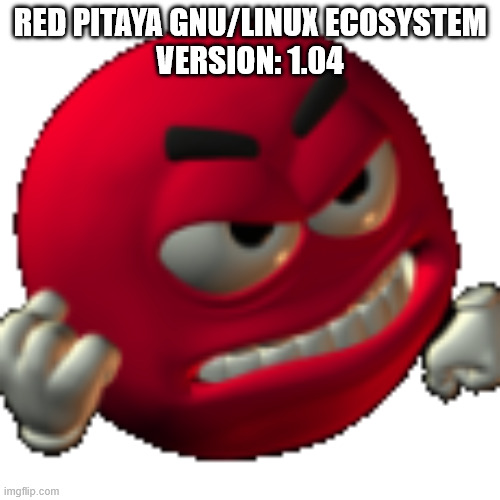 RED PITAYA GNU/LINUX ECOSYSTEM
VERSION: 1.04
imgflip.com